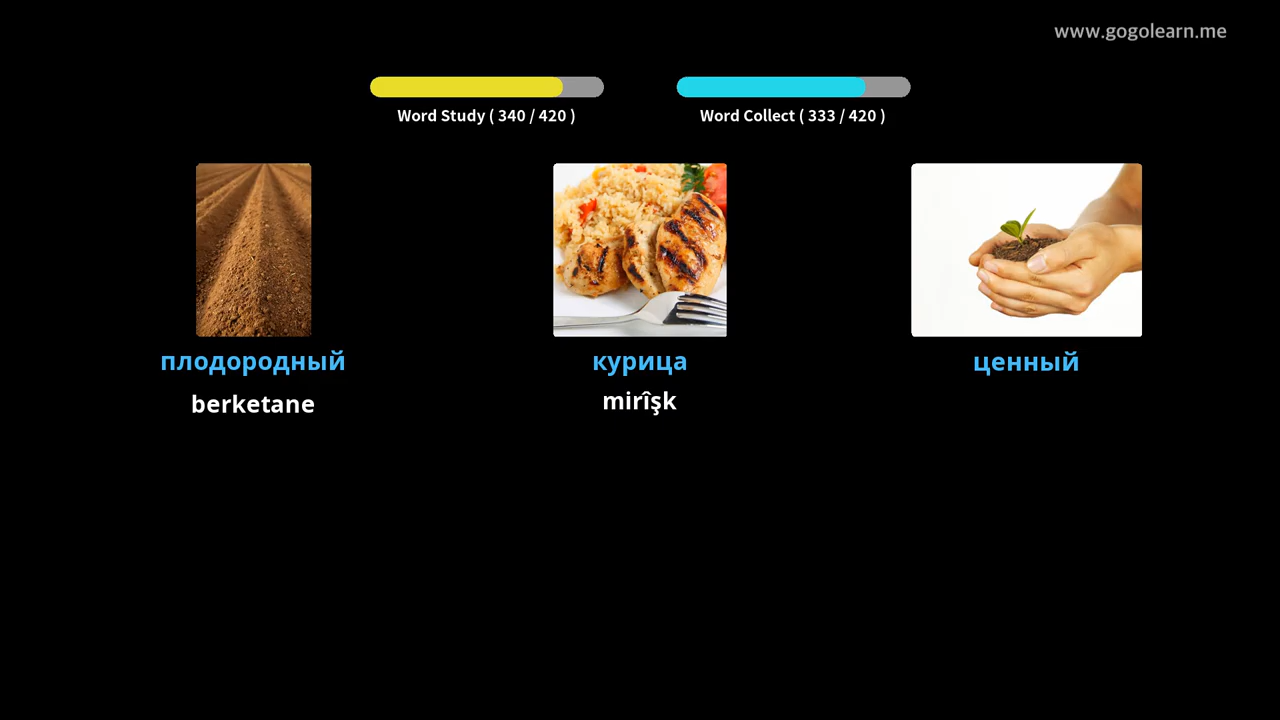 www.gogolearn.me
Word Study ( 340 / 420 )
Word Collect ( 333 / 420 )
плодородный
berketane
курица
mirîşk
ценный